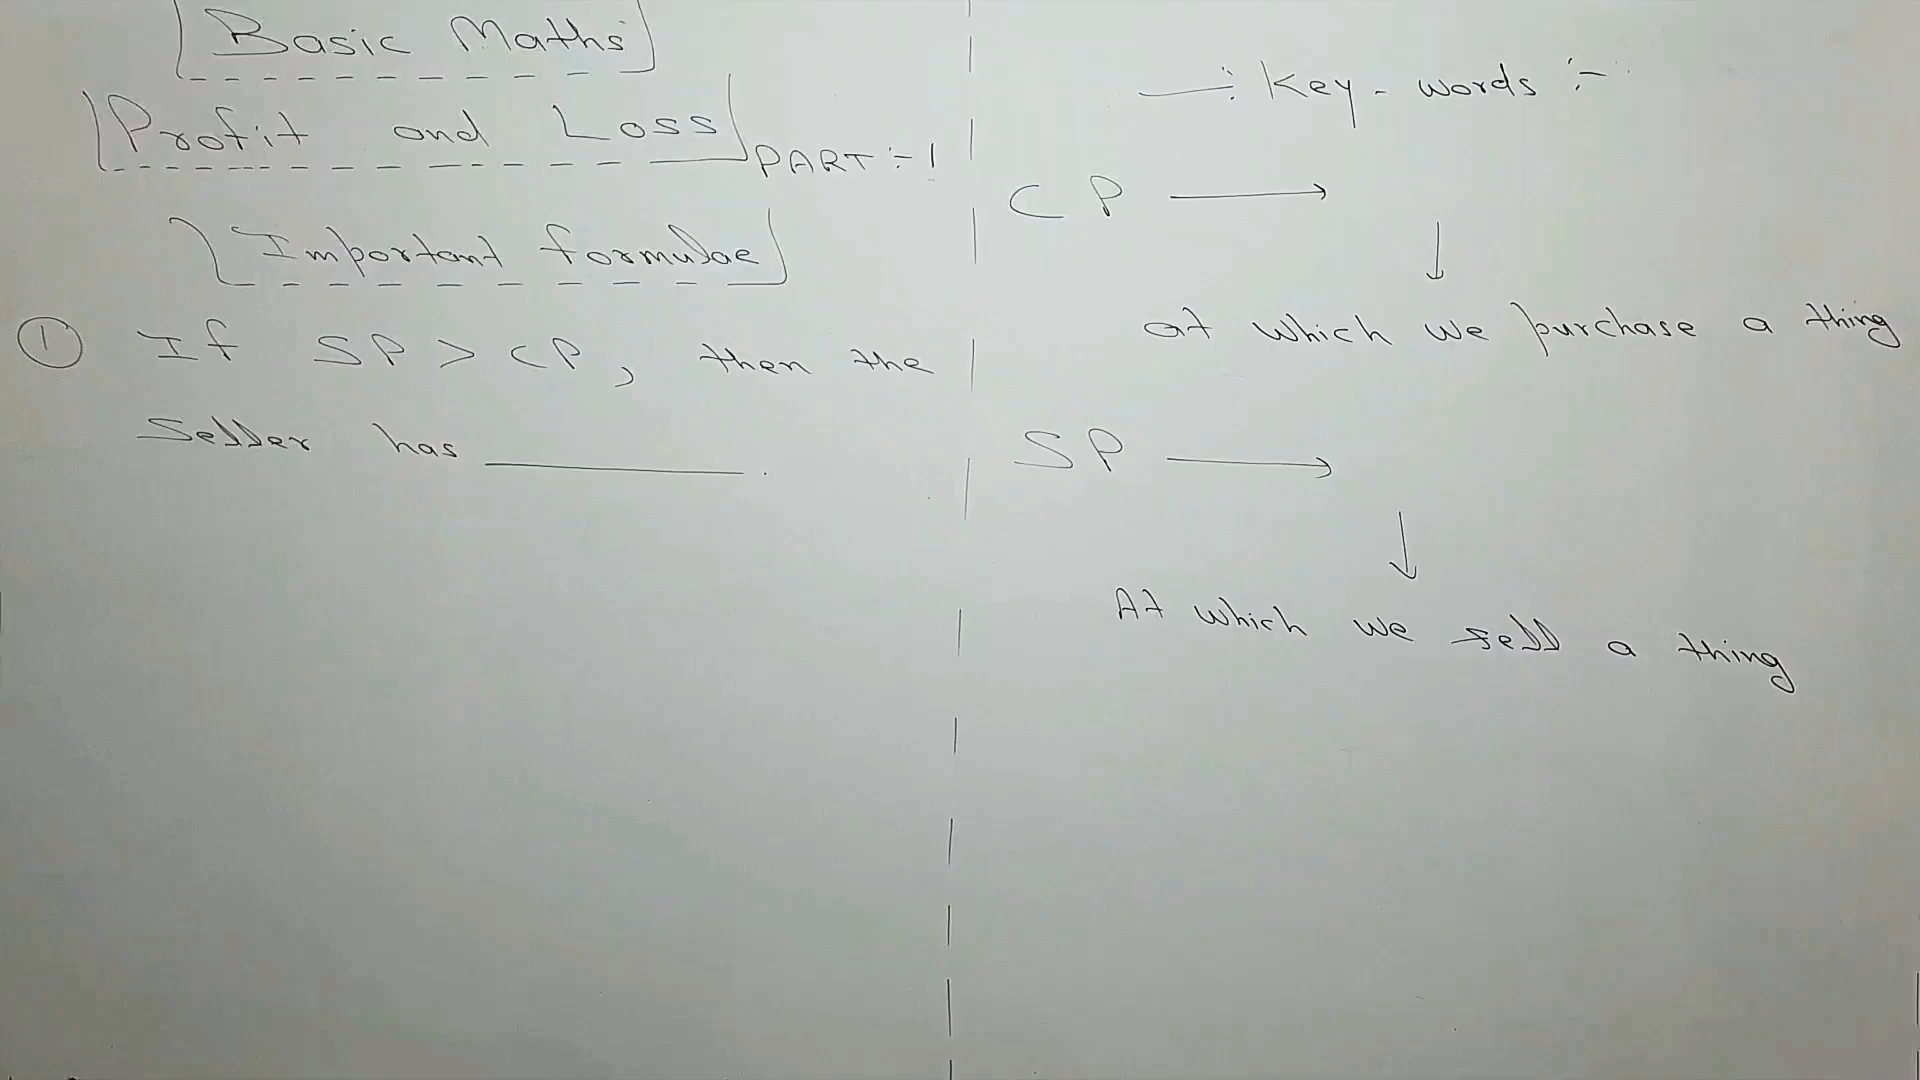 Basic Maths
Profit and Loss PART :- 1
Important formulae
① If SP > CP, then the
Seller has ________.
—: Key-words :-
CP →
↓
at which we purchase a thing
SP →
↓
At which we sell a thing